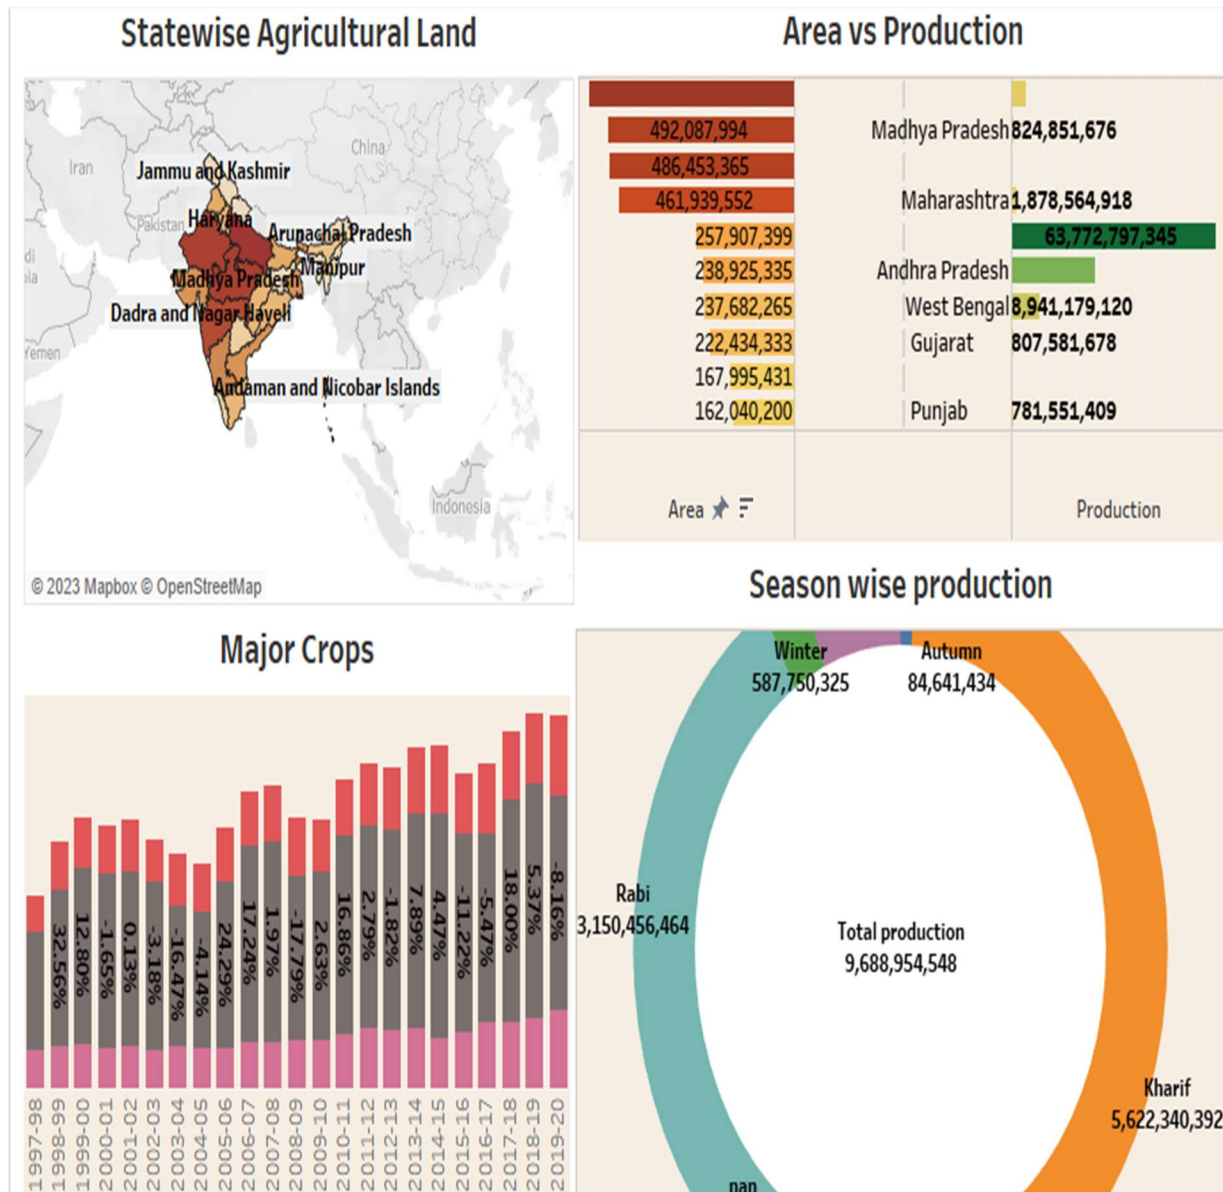 Statewise Agricultural Land
Iran
China
Jammu and Kashmir
Pakistan
Haryana
Arunachal Pradesh
Manipur
Madhya Pradesh
Dadra and Nagar Haveli
Yemen
Andaman and Nicobar Islands
Indonesia
© 2023 Mapbox © OpenStreetMap
Area vs Production
492,087,994 Madhya Pradesh 824,851,676
486,453,365
461,939,552 Maharashtra 1,878,564,918
257,907,399 63,772,797,345
238,925,335 Andhra Pradesh
237,682,265 West Bengal 8,941,179,120
222,434,333 Gujarat 807,581,678
167,995,431
162,040,200 Punjab 781,551,409
Area Production
Major Crops
32.56%
12.80%
-1.65%
0.13%
-3.18%
-16.47%
-4.14%
24.29%
17.24%
1.97%
-17.79%
2.63%
16.86%
2.79%
-1.82%
7.89%
4.47%
-11.22%
-5.47%
18.00%
5.37%
-8.16%
1997-98
1998-99
1999-00
2000-01
2001-02
2002-03
2003-04
2004-05
2005-06
2006-07
2007-08
2008-09
2009-10
2010-11
2011-12
2012-13
2013-14
2014-15
2015-16
2016-17
2017-18
2018-19
2019-20
Season wise production
Winter
587,750,325
Autumn
84,641,434
Rabi
3,150,456,464
Total production
9,688,954,548
Kharif
5,622,340,392
nan